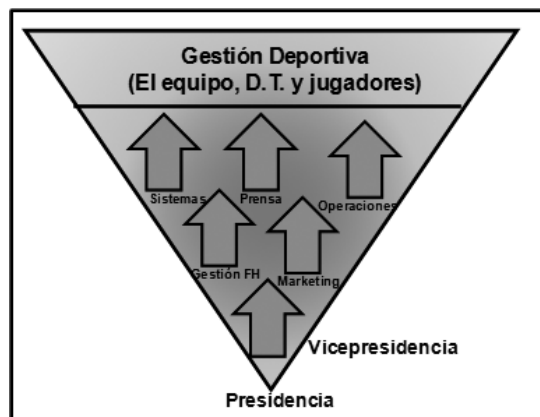 Gestión Deportiva
(El equipo, D.T. y jugadores)
Sistemas
Prensa
Operaciones
Gestión FH
Marketing
Vicepresidencia
Presidencia